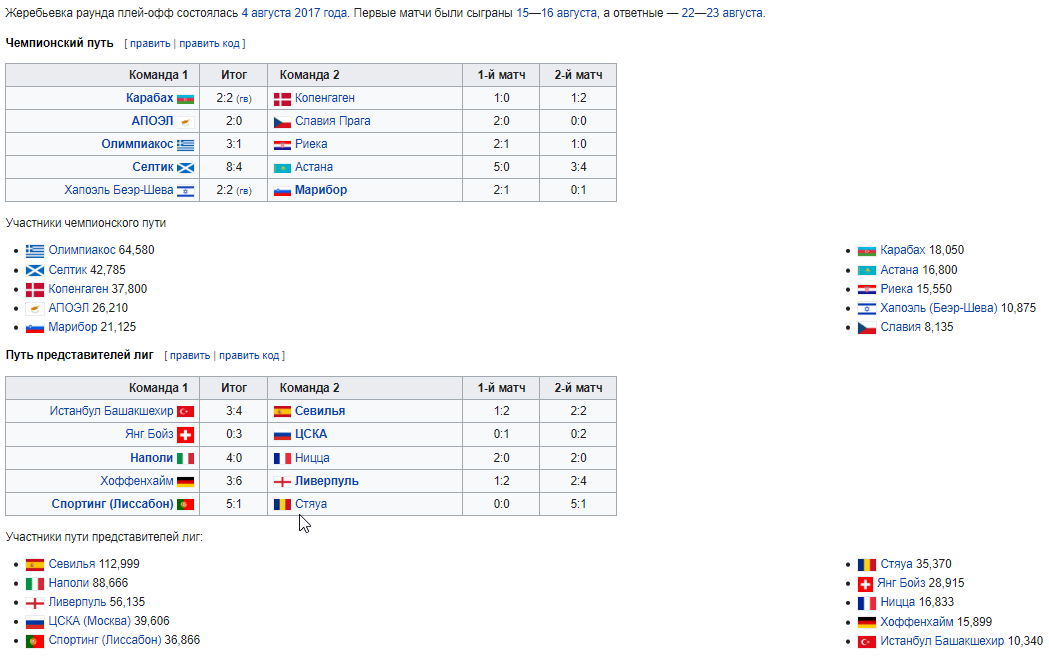 Жеребьевка раунда плей-офф состоялась 4 августа 2017 года. Первые матчи были сыграны 15—16 августа, а ответные — 22—23 августа.
Чемпионский путь [ править | править код ]
Команда 1 Итог Команда 2 1-й матч 2-й матч
Карабах 2:2 (гв) Копенгаген 1:0 1:2
АПОЭЛ 2:0 Славия Прага 2:0 0:0
Олимпиакос 3:1 Риека 2:1 1:0
Селтик 8:4 Астана 5:0 3:4
Хапоэль Беэр-Шева 2:2 (гв) Марибор 2:1 0:1
Участники чемпионского пути
Олимпиакос 64,580
Селтик 42,785
Копенгаген 37,800
АПОЭЛ 26,210
Марибор 21,125
Карабах 18,050
Астана 16,800
Риека 15,550
Хапоэль (Беэр-Шева) 10,875
Славия 8,135
Путь представителей лиг [ править | править код ]
Команда 1 Итог Команда 2 1-й матч 2-й матч
Истанбул Башакшехир 3:4 Севилья 1:2 2:2
Янг Бойз 0:3 ЦСКА 0:1 0:2
Наполи 4:0 Ницца 2:0 2:0
Хоффенхайм 3:6 Ливерпуль 1:2 2:4
Спортинг (Лиссабон) 5:1 Стяуа 0:0 5:1
Участники пути представителей лиг:
Севилья 112,999
Наполи 88,666
Ливерпуль 56,135
ЦСКА (Москва) 39,606
Спортинг (Лиссабон) 36,866
Стяуа 35,370
Янг Бойз 28,915
Ницца 16,833
Хоффенхайм 15,899
Истанбул Башакшехир 10,340